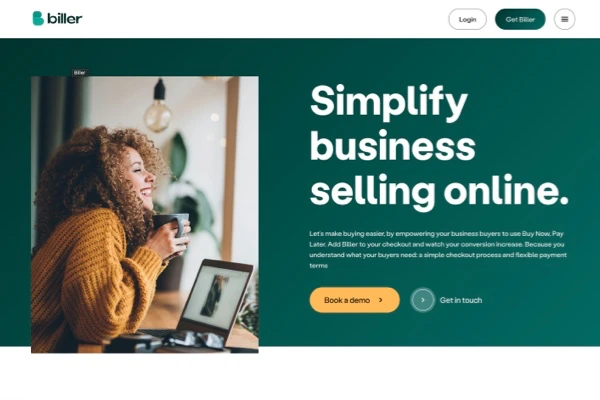 biller
Login
Get Biller
Biller
Simplify
business
selling online.
Let's make buying easier, by empowering your business buyers to use Buy Now, Pay
Later. Add Biller to your checkout and watch your conversion increase. Because you
understand what your buyers need: a simple checkout process and flexible payment
terms
Book a demo
Get in touch